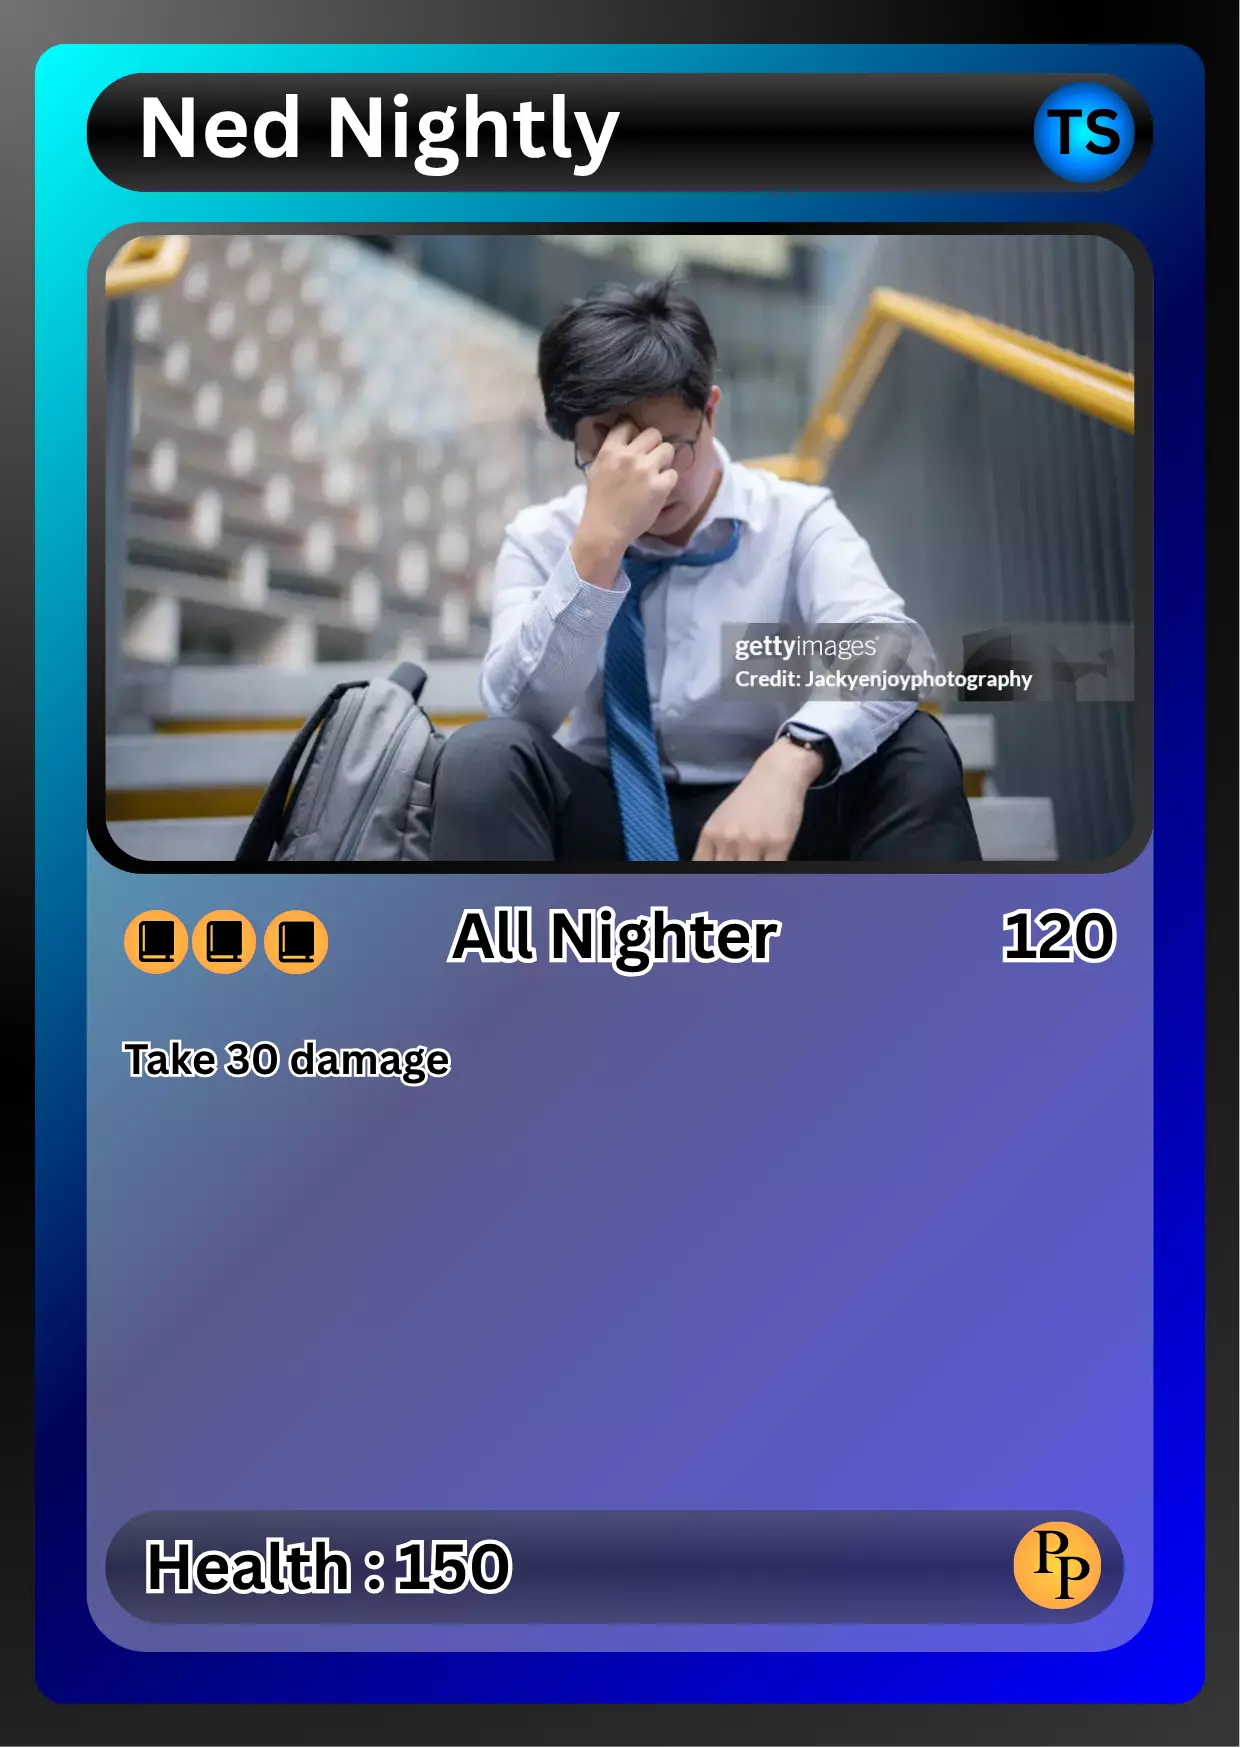 Ned Nightly
TS
gettyimages
Credit: Jackyenjoyphotography
All Nighter
120
Take 30 damage
Health : 150
PP